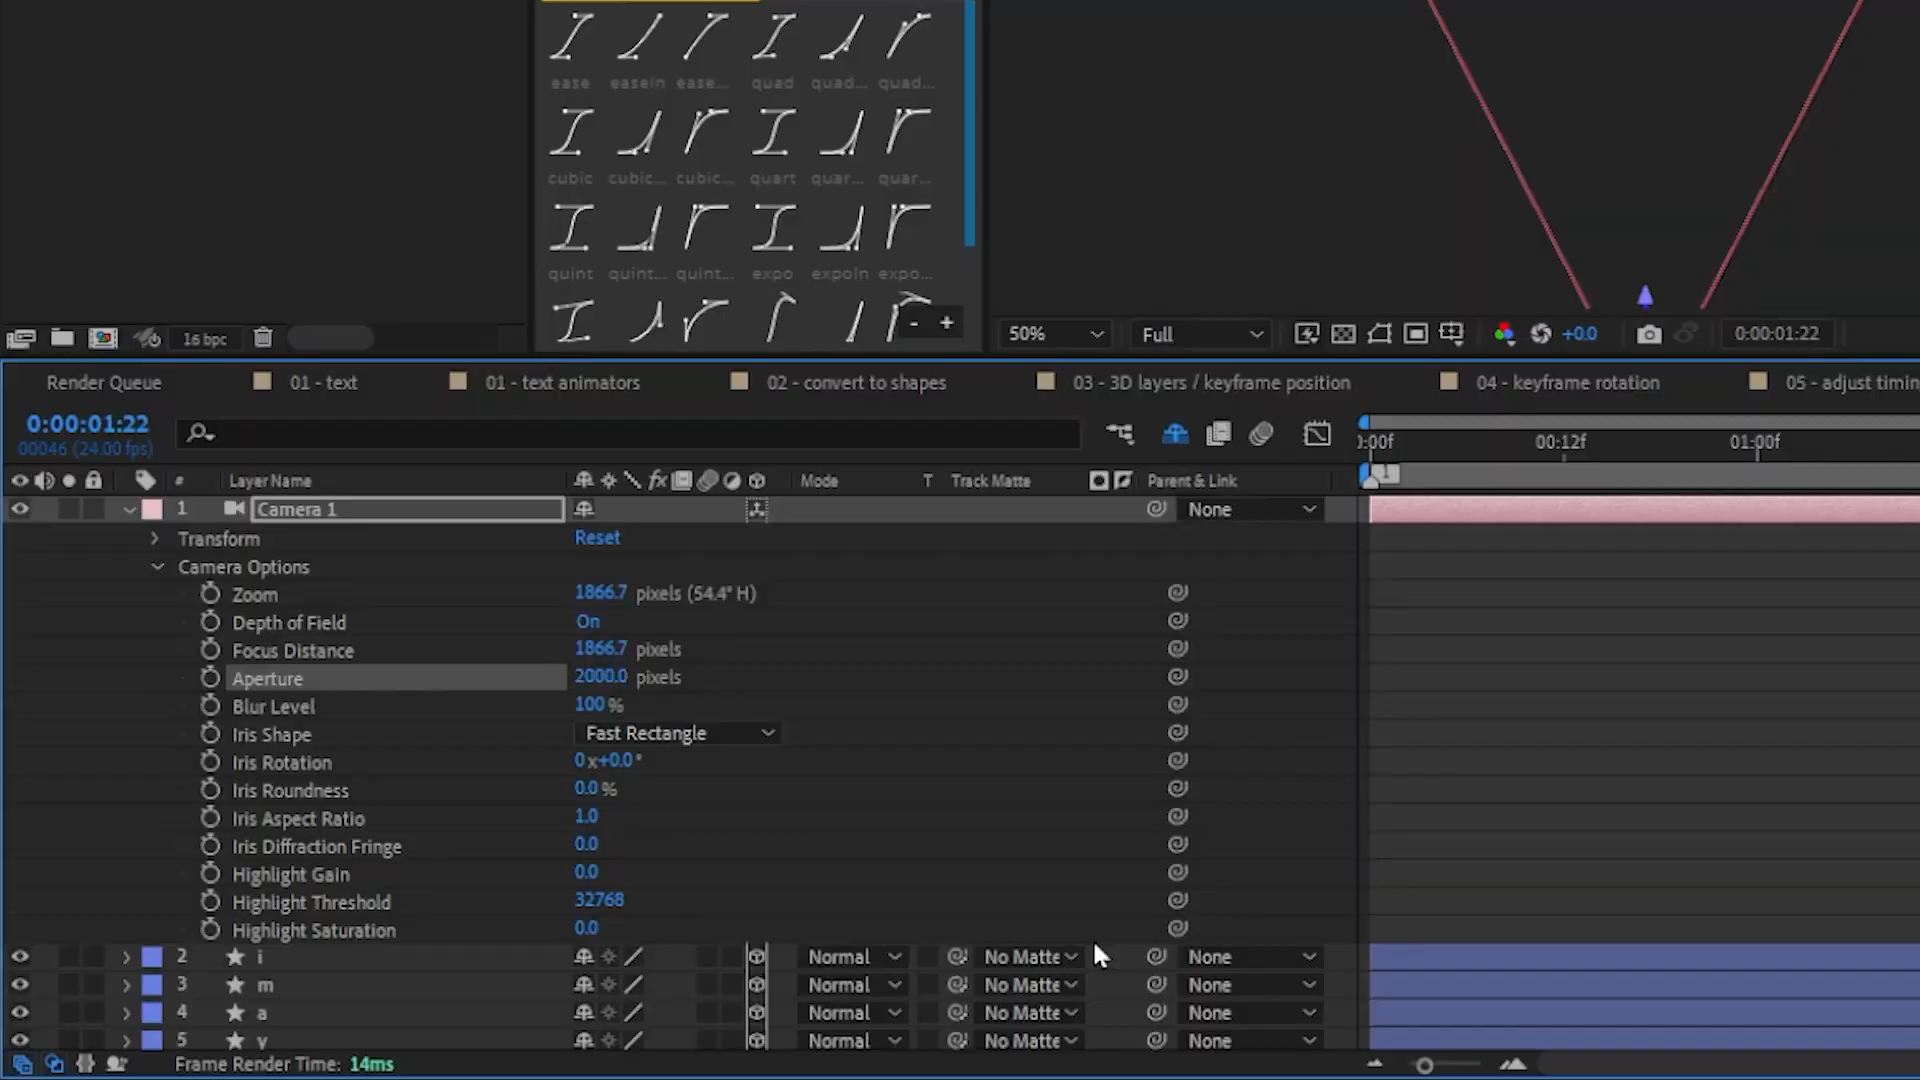 ease easeIn ease... quad quad... quad...
cubic cubic... cubic... quart quar... quar...
quint quint... quint... expo expoIn expo...
- +
16 bpc
50% Full +0.0 0:00:01:22
Render Queue 01 - text 01 - text animators 02 - convert to shapes 03 - 3D layers / keyframe position 04 - keyframe rotation 05 - adjust timin
0:00:01:22
00046 (24.00 fps)
):00f 00:12f 01:00f
# Layer Name fx Mode T Track Matte Parent & Link
1 Camera 1 None
1
Transform Reset
Camera Options
Zoom 1866.7 pixels (54.4° H)
Depth of Field On
Focus Distance 1866.7 pixels
Aperture 2000.0 pixels
Blur Level 100 %
Iris Shape Fast Rectangle
Iris Rotation 0x+0.0°
Iris Roundness 0.0 %
Iris Aspect Ratio 1.0
Iris Diffraction Fringe 0.0
Highlight Gain 0.0
Highlight Threshold 32768
Highlight Saturation 0.0
2 i Normal No Matte None
3 m Normal No Matte None
4 a Normal No Matte None
5 y Normal No Matte None
Frame Render Time: 14ms